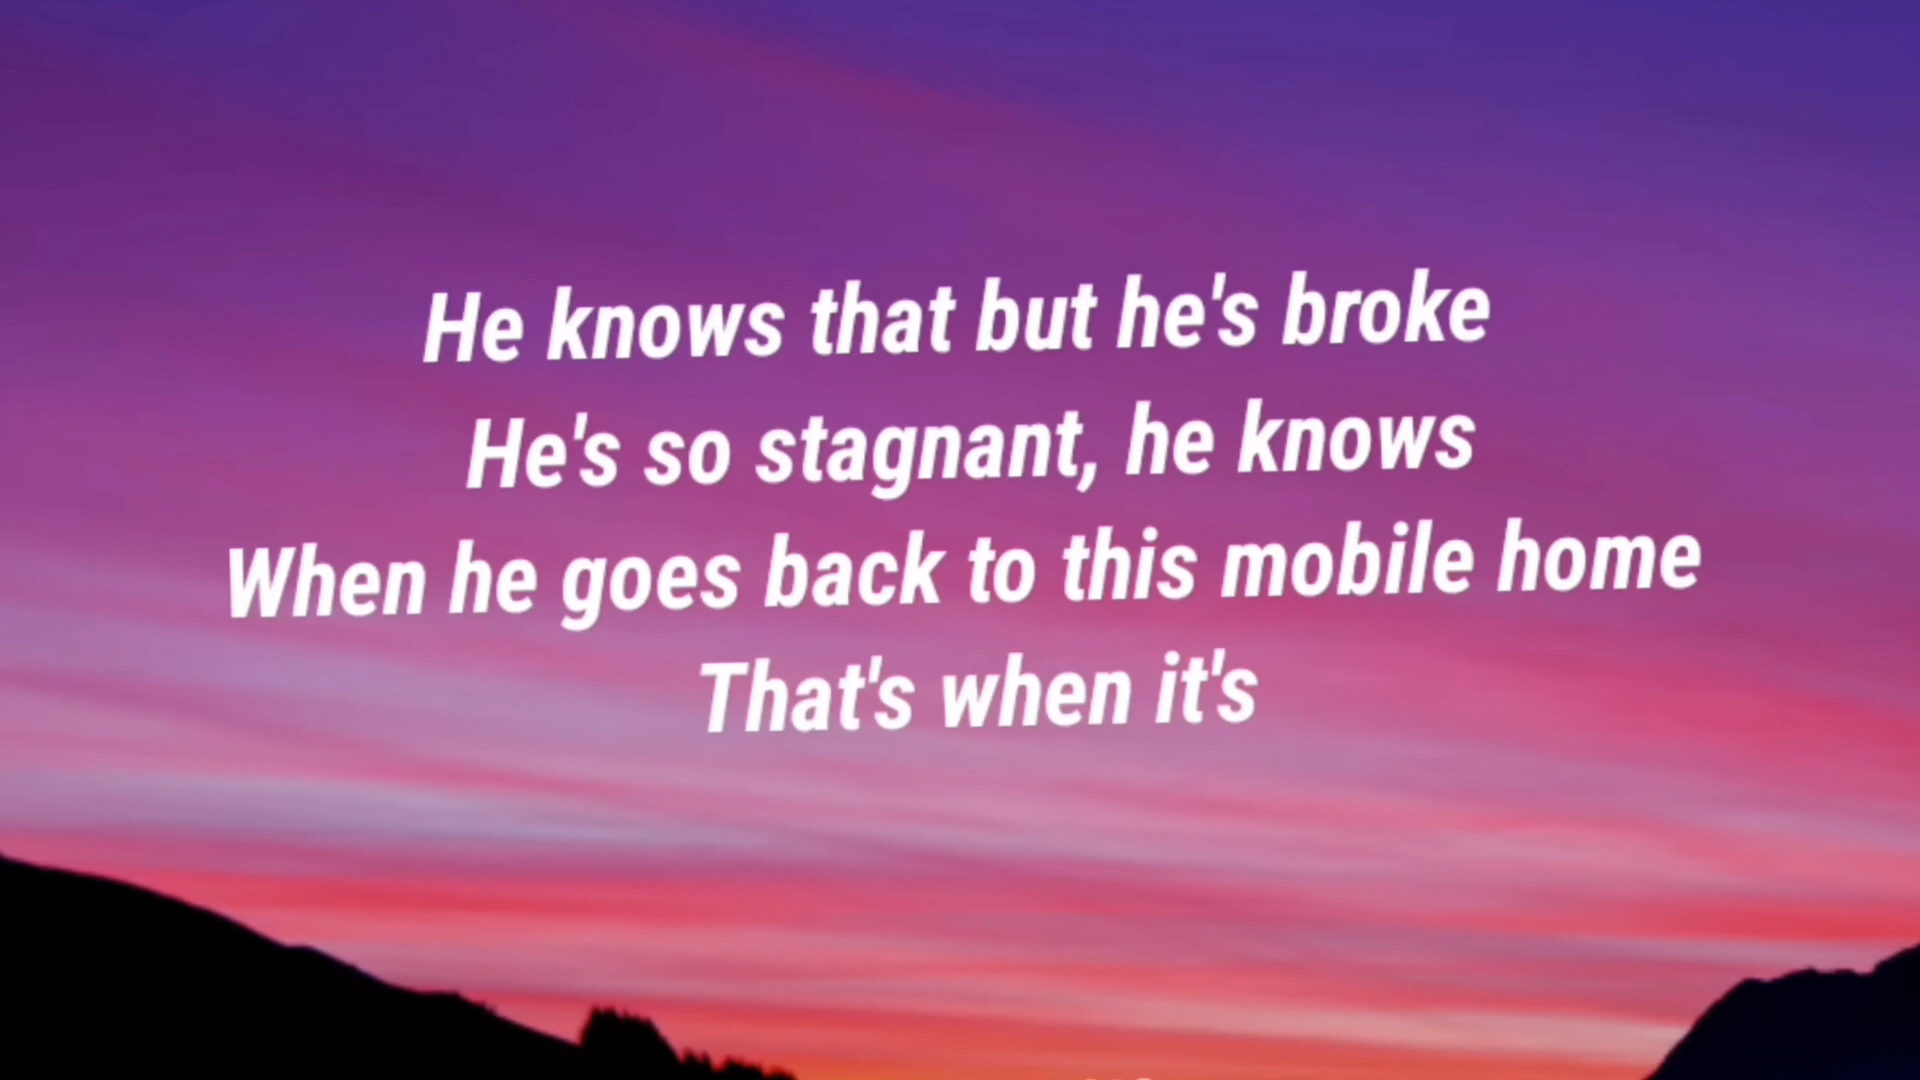 He knows that but he's broke
He's so stagnant, he knows
When he goes back to this mobile home
That's when it's